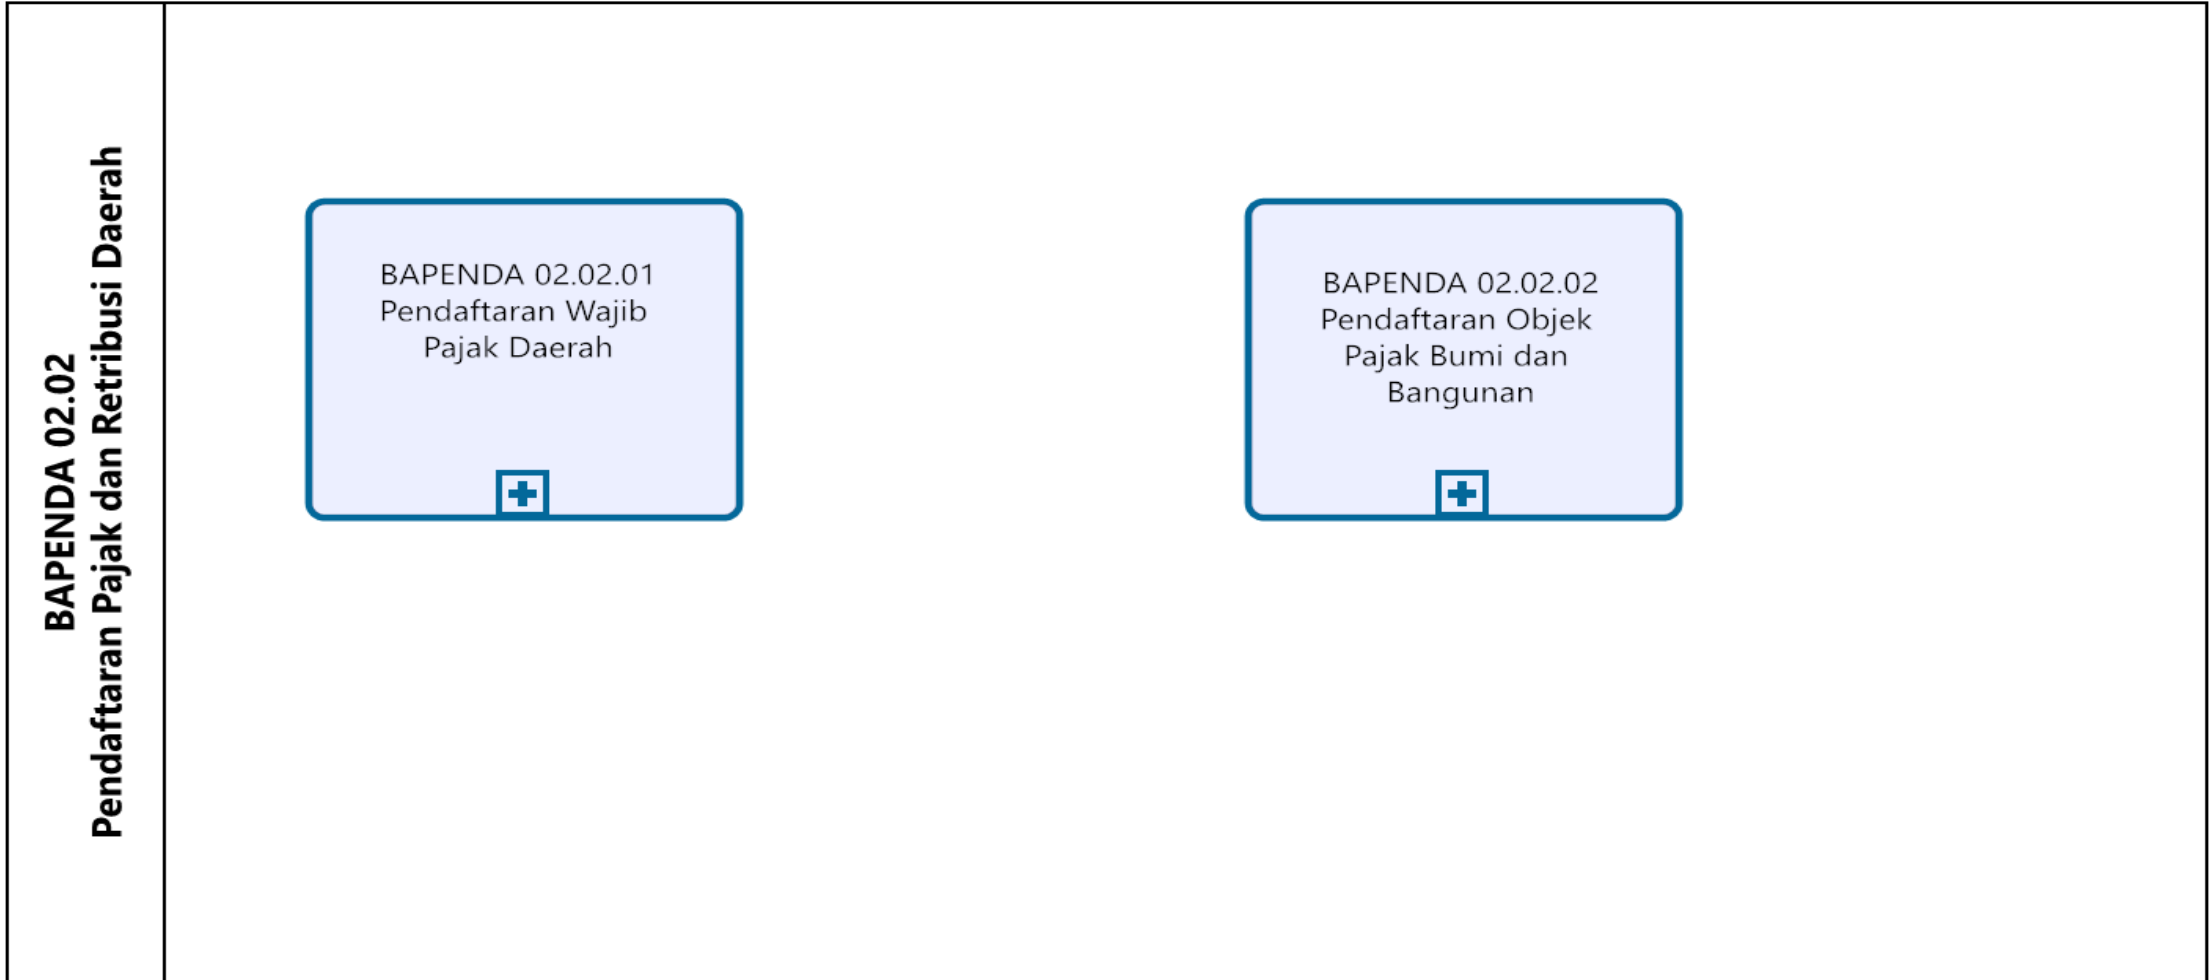 BAPENDA 02.02
Pendaftaran Pajak dan Retribusi Daerah
BAPENDA 02.02.01
Pendaftaran Wajib
Pajak Daerah
BAPENDA 02.02.02
Pendaftaran Objek
Pajak Bumi dan
Bangunan